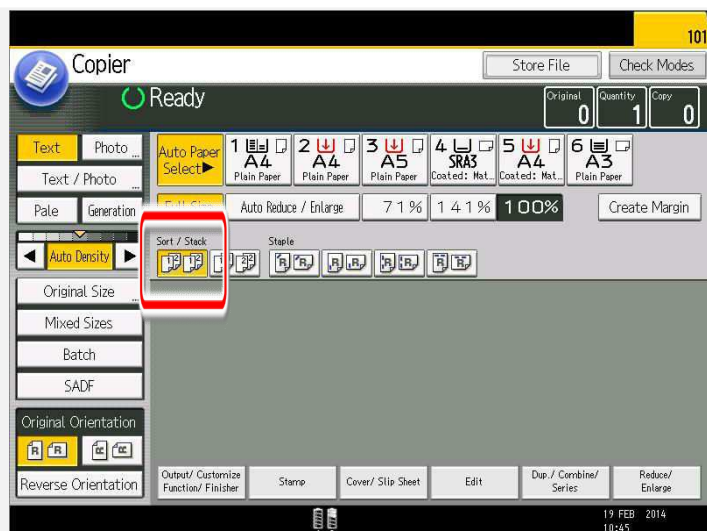 101
Copier
Store File
Check Modes
Ready
Original
0
Quantity
1
Copy
0
Text
Photo
Text / Photo
Pale
Generation
Auto Density
Original Size
Mixed Sizes
Batch
SADF
Original Orientation
R R
R R
Reverse Orientation
Auto Paper Select▶
1 A4 Plain Paper
2 A4 Plain Paper
3 A5 Plain Paper
4 SRA3 Coated: Mat..
5 A4 Coated: Mat..
6 A3 Plain Paper
Full Size
Auto Reduce / Enlarge
71%
141%
100%
Create Margin
Sort / Stack
Staple
Output/ Customize
Function/ Finisher
Stamp
Cover/ Slip Sheet
Edit
Dup./ Combine/
Series
Reduce/
Enlarge
19 FEB 2014
10:45